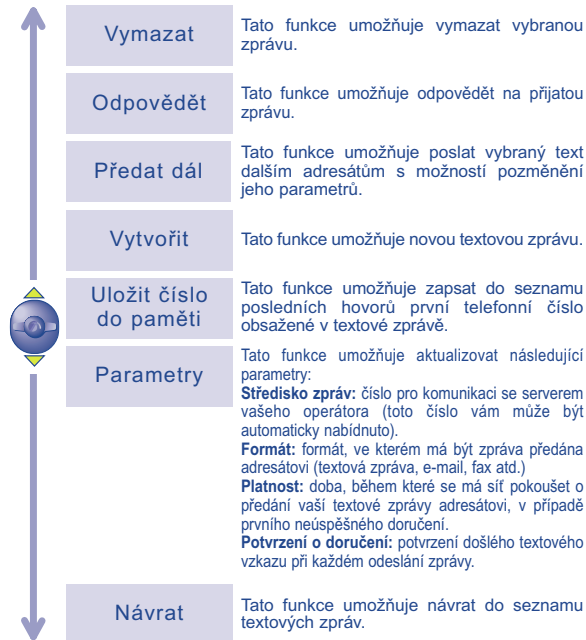 Vymazat
Tato funkce umožňuje vymazat vybranou
zprávu.
Odpovědět
Tato funkce umožňuje odpovědět na přijatou
zprávu.
Předat dál
Tato funkce umožňuje poslat vybraný text
dalším adresátům s možností pozměnění
jeho parametrů.
Vytvořit
Tato funkce umožňuje novou textovou zprávu.
Uložit číslo
do paměti
Tato funkce umožňuje zapsat do seznamu
posledních hovorů první telefonní číslo
obsažené v textové zprávě.
Parametry
Tato funkce umožňuje aktualizovat následující
parametry:
Středisko zpráv: číslo pro komunikaci se serverem
vašeho operátora (toto číslo vám může být
automaticky nabídnuto).
Formát: formát, ve kterém má být zpráva předána
adresátovi (textová zpráva, e-mail, fax atd.)
Platnost: doba, během které se má síť pokoušet o
předání vaší textové zprávy adresátovi, v případě
prvního neúspěšného doručení.
Potvrzení o doručení: potvrzení došlého textového
vzkazu při každém odeslání zprávy.
Návrat
Tato funkce umožňuje návrat do seznamu
textových zpráv.